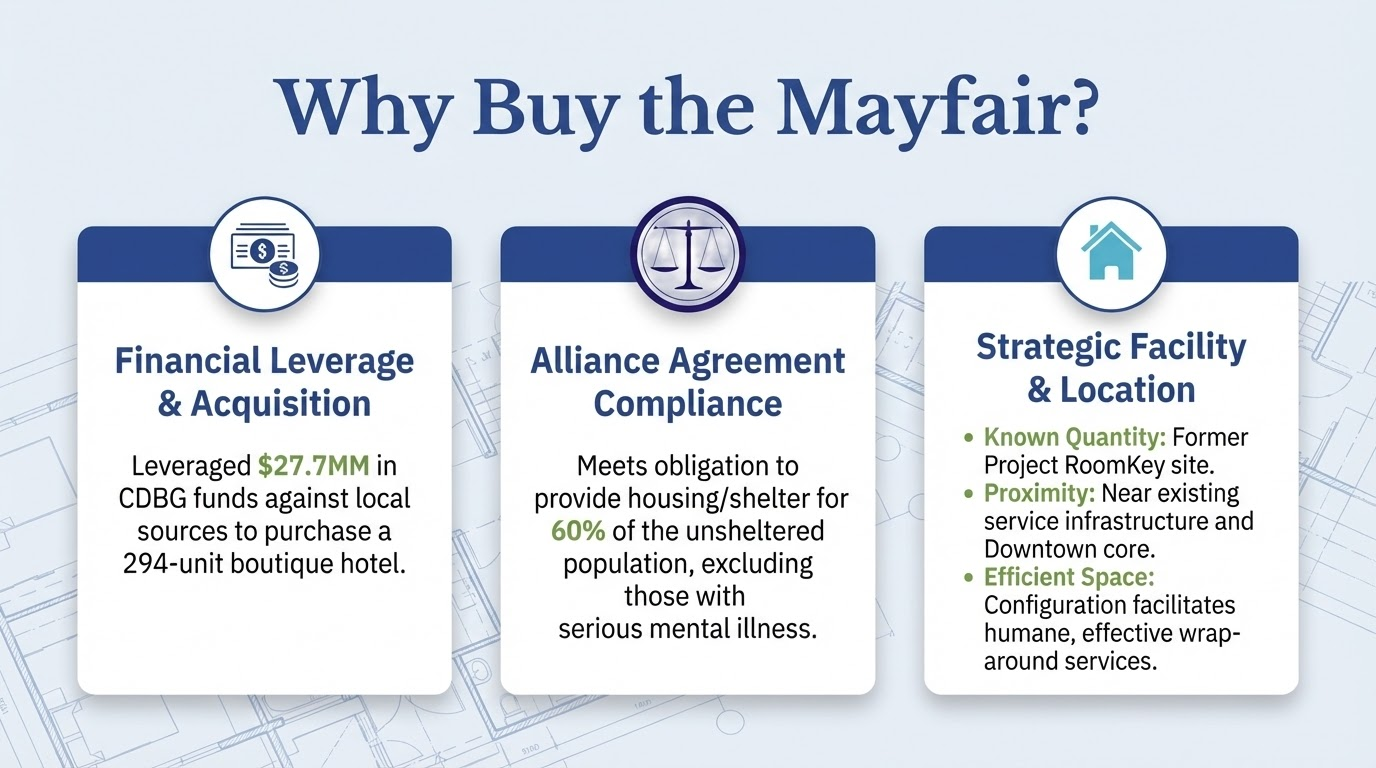 Why Buy the Mayfair?
$
$
Financial Leverage
& Acquisition
Leveraged $27.7MM in
CDBG funds against local
sources to purchase a
294-unit boutique hotel.
Alliance Agreement
Compliance
Meets obligation to
provide housing/shelter for
60% of the unsheltered
population, excluding
those with
serious mental illness.
Strategic Facility
& Location
• Known Quantity: Former
Project RoomKey site.
• Proximity: Near existing
service infrastructure and
Downtown core.
• Efficient Space:
Configuration facilitates
humane, effective wrap-
around services.